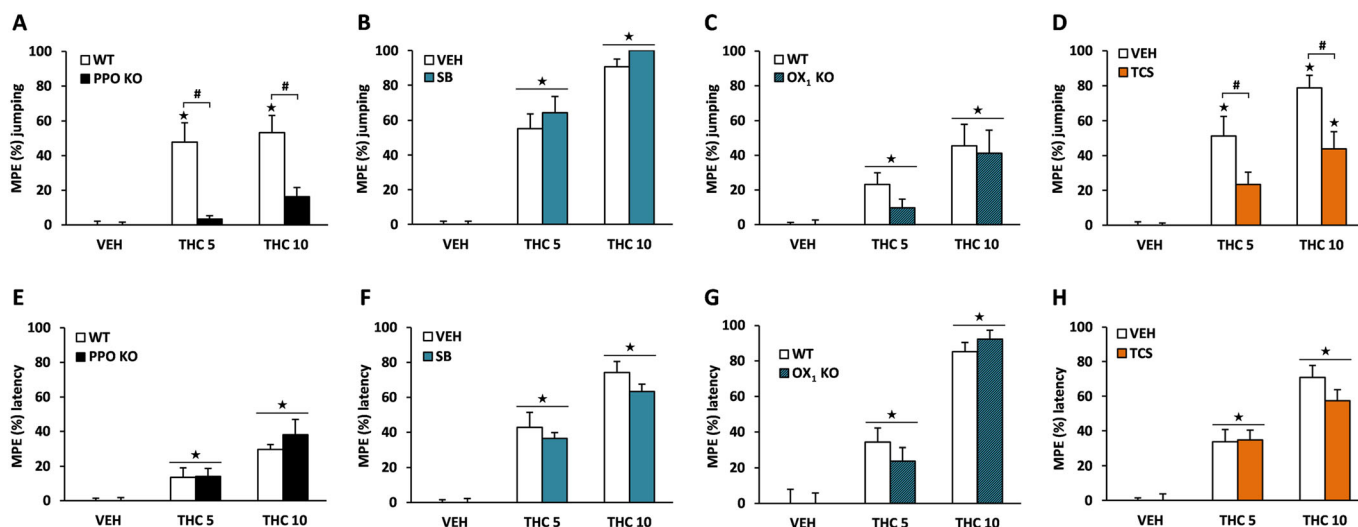 A
MPE (%) jumping
100
80
60
40
20
0
WT
PPO KO
★
#
★
#
VEH
THC 5
THC 10
B
MPE (%) jumping
100
80
60
40
20
0
VEH
SB
★
★
VEH
THC 5
THC 10
C
MPE (%) jumping
100
80
60
40
20
0
WT
OX₁ KO
★
★
VEH
THC 5
THC 10
D
MPE (%) jumping
100
80
60
40
20
0
VEH
TCS
★
#
★
#
★
VEH
THC 5
THC 10
E
MPE (%) latency
100
80
60
40
20
0
WT
PPO KO
★
★
VEH
THC 5
THC 10
F
MPE (%) latency
100
80
60
40
20
0
VEH
SB
★
★
VEH
THC 5
THC 10
G
MPE (%) latency
100
80
60
40
20
0
WT
OX₁ KO
★
★
VEH
THC 5
THC 10
H
MPE (%) latency
100
80
60
40
20
0
VEH
TCS
★
★
VEH
THC 5
THC 10